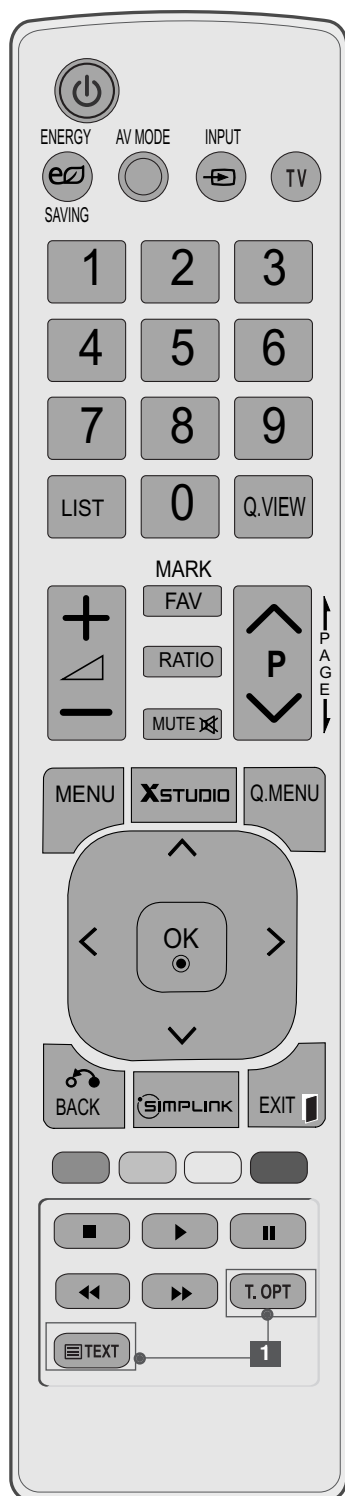 ENERGY AV MODE INPUT
e TV
SAVING
1 2 3
4 5 6
7 8 9
LIST 0 Q.VIEW
MARK
FAV
RATIO
MUTE
P
PAGE
MENU XSTUDIO Q.MENU
OK
BACK SIMPLINK EXIT
T. OPT
TEXT 1